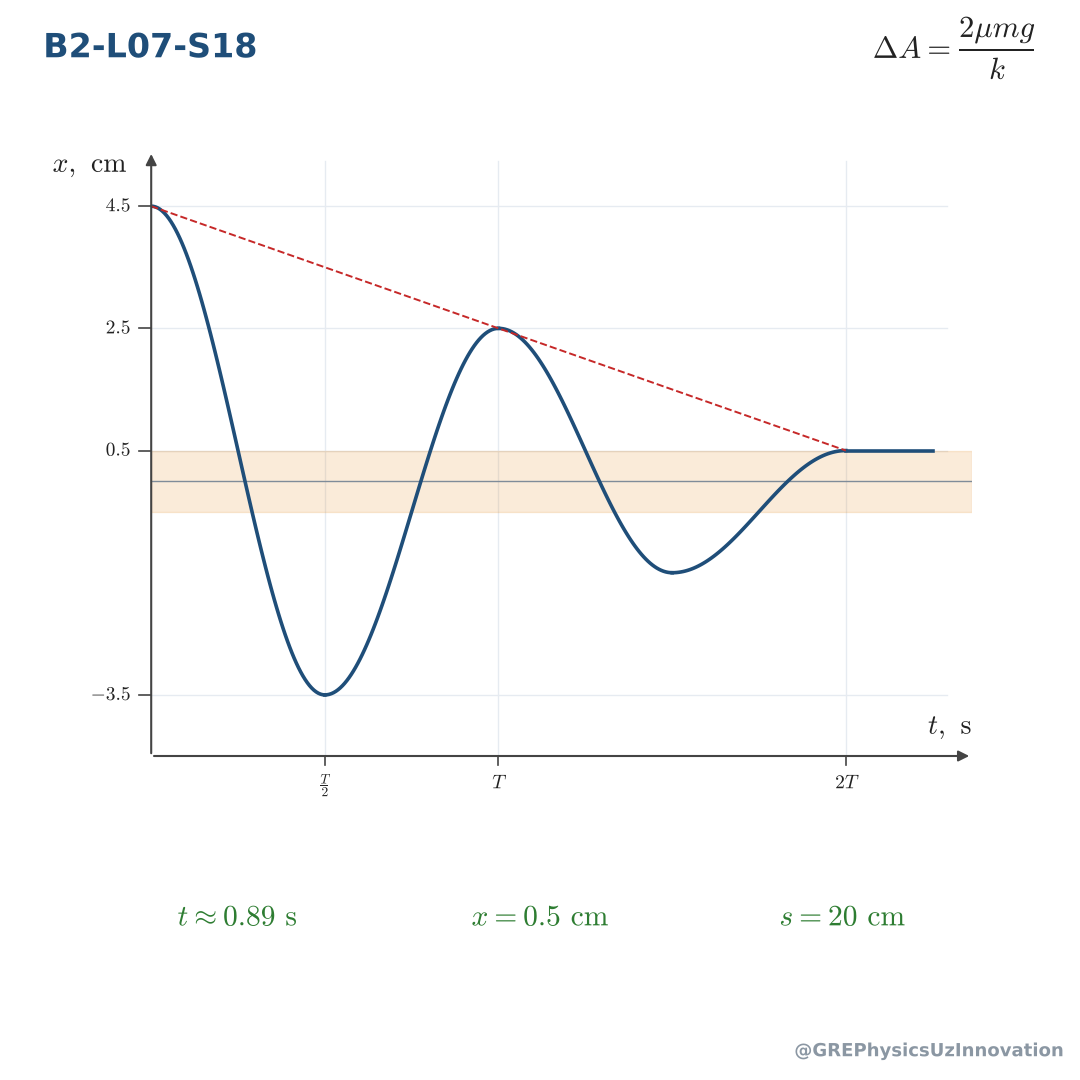 B2-L07-S18
ΔA = 2μmg/k
x, cm
4.5
2.5
0.5
−3.5
t, s
T/2
T
2T
t ≈ 0.89 s
x = 0.5 cm
s = 20 cm
@GREPhysicsUzInnovation